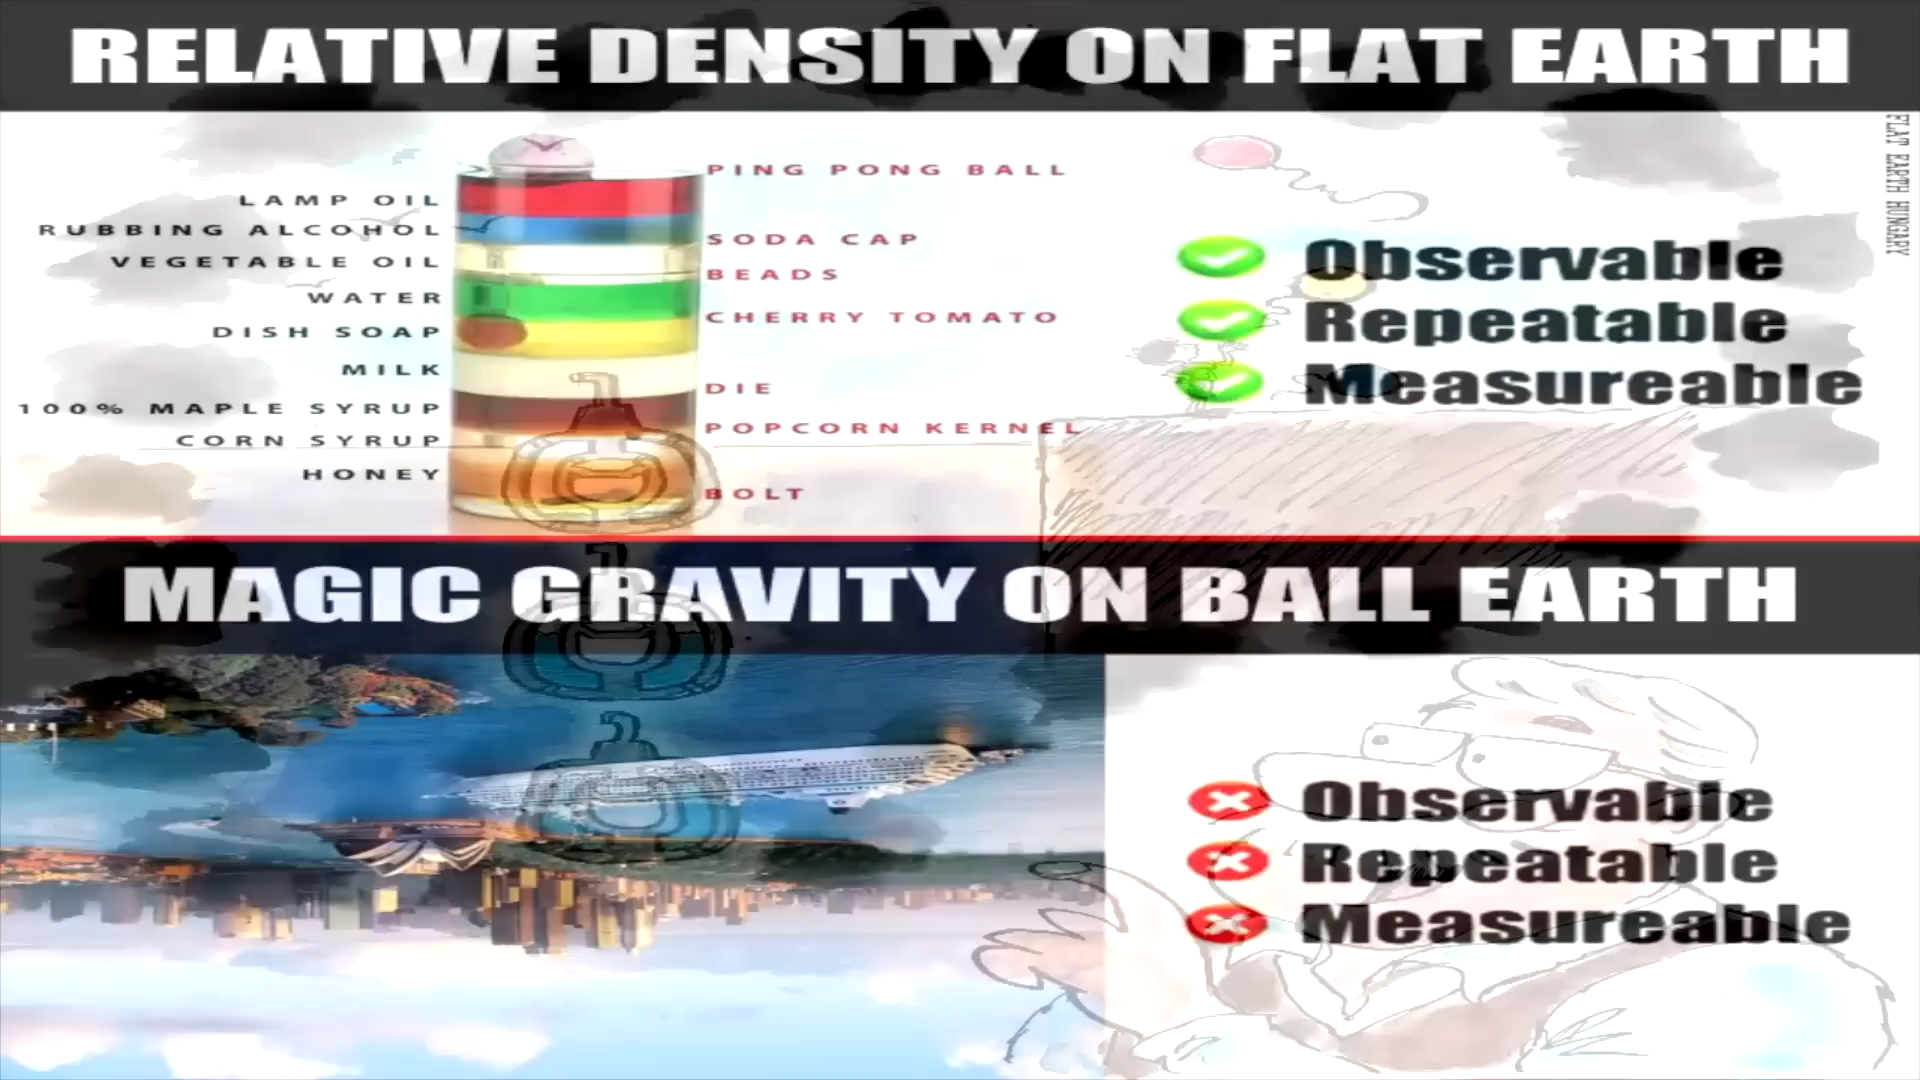 RELATIVE DENSITY ON FLAT EARTH
FLAT EARTH HUNGARY
PING PONG BALL
LAMP OIL
RUBBING ALCOHOL
SODA CAP
VEGETABLE OIL
BEADS
WATER
CHERRY TOMATO
DISH SOAP
MILK
DIE
100% MAPLE SYRUP
POPCORN KERNEL
CORN SYRUP
HONEY
BOLT
Observable
Repeatable
Measureable
MAGIC GRAVITY ON BALL EARTH
Observable
Repeatable
Measureable